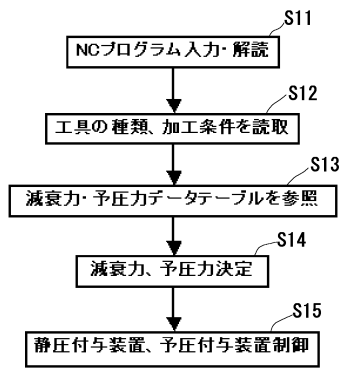 S11
NCプログラム入力・解読
S12
工具の種類、加工条件を読取
S13
減衰力・予圧力データテーブルを参照
S14
減衰力、予圧力決定
S15
静圧付与装置、予圧付与装置制御